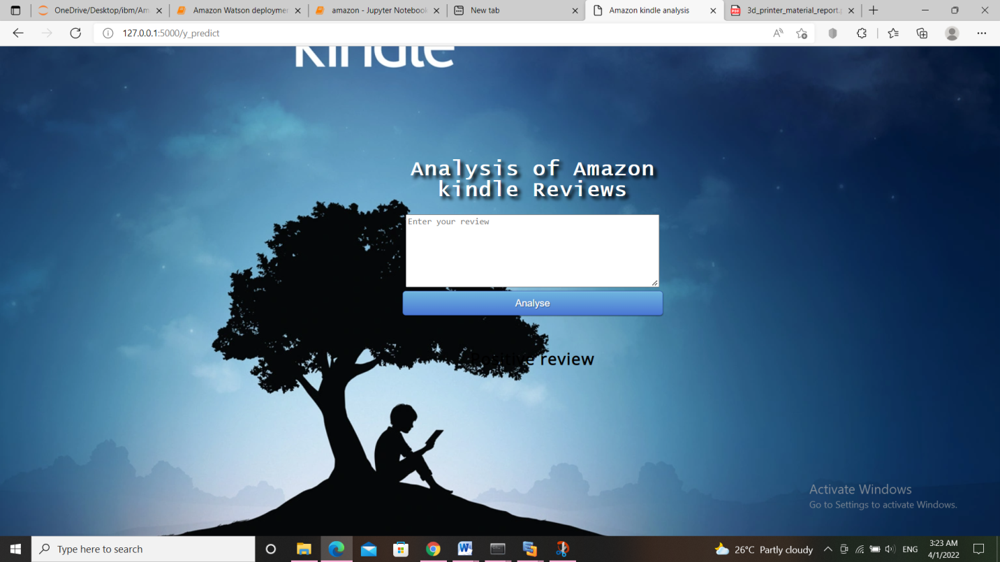 OneDrive/Desktop/ibm/Am
Amazon Watson deploymen
amazon - Jupyter Notebook
New tab
Amazon kindle analysis
3d_printer_material_report.p
127.0.0.1:5000/y_predict
kindle
Analysis of Amazon
kindle Reviews
Enter your review
Analyse
Positive review
Activate Windows
Go to Settings to activate Windows.
Type here to search
26°C Partly cloudy
ENG
3:23 AM
4/1/2022